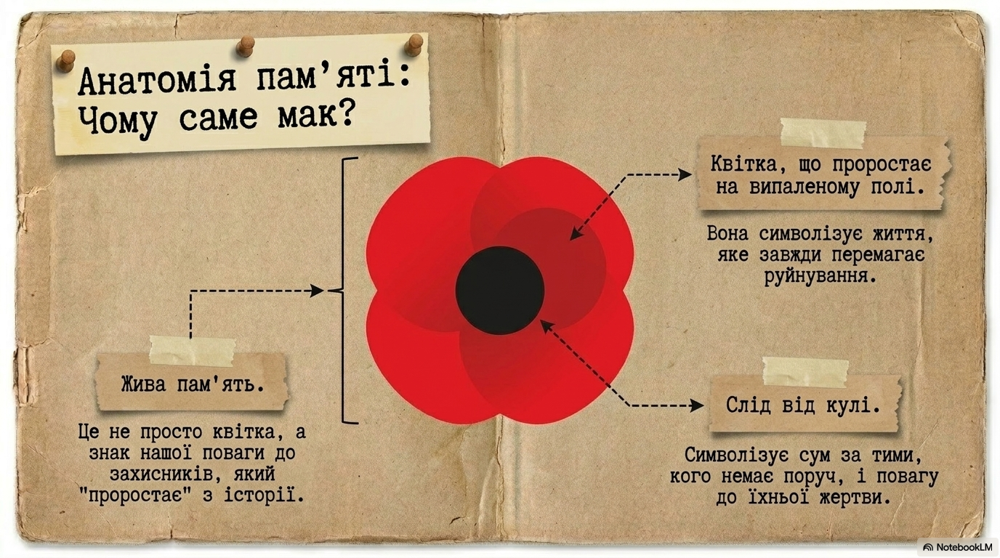 Анатомія пам’яті:
Чому саме мак?
Квітка, що проростає
на випаленому полі.
Вона символізує життя,
яке завжди перемагає
руйнування.
Жива пам'ять.
Це не просто квітка, а
знак нашої поваги до
захисників, який
"проростає" з історії.
Слід від кулі.
Символізує сум за тими,
кого немає поруч, і повагу
до їхньої жертви.
NotebookLM